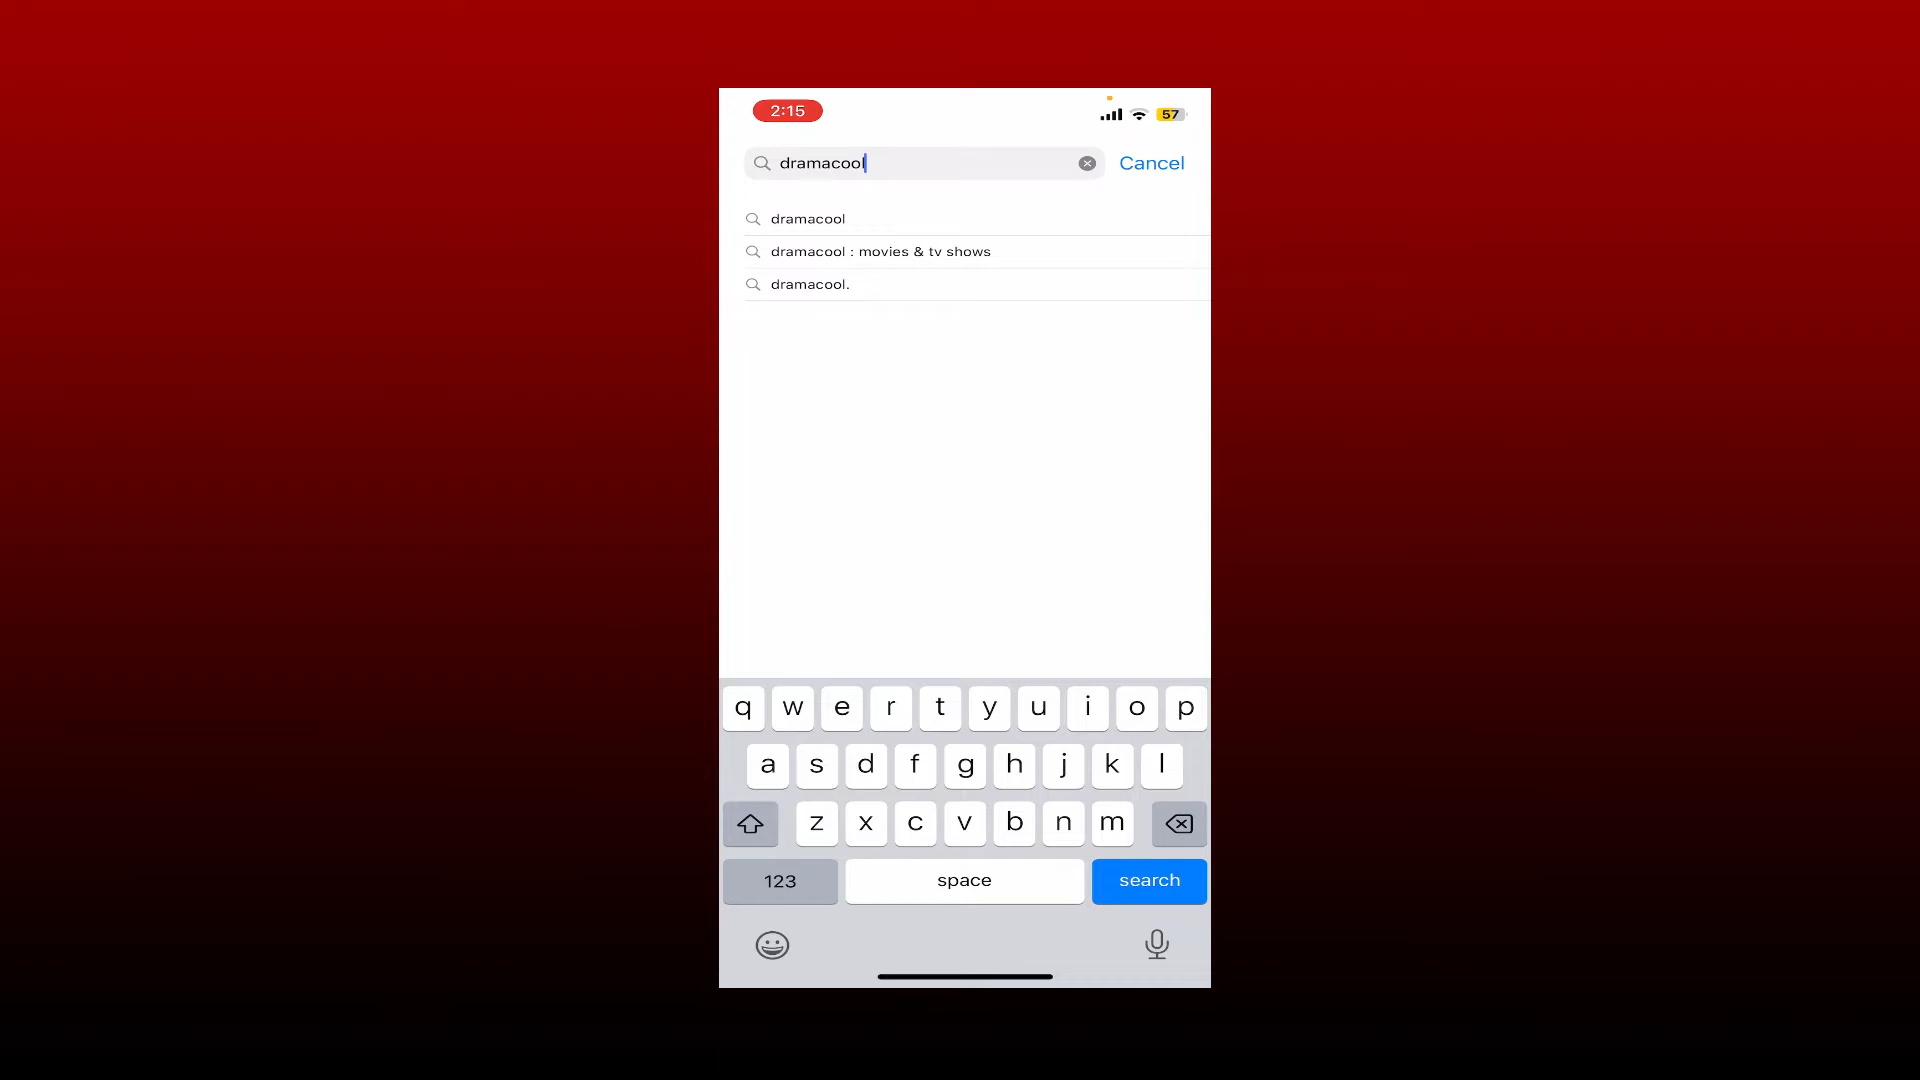 2:15
57
dramacool
Cancel
dramacool
dramacool : movies & tv shows
dramacool.
q w e r t y u i o p
a s d f g h j k l
z x c v b n m
123 space search